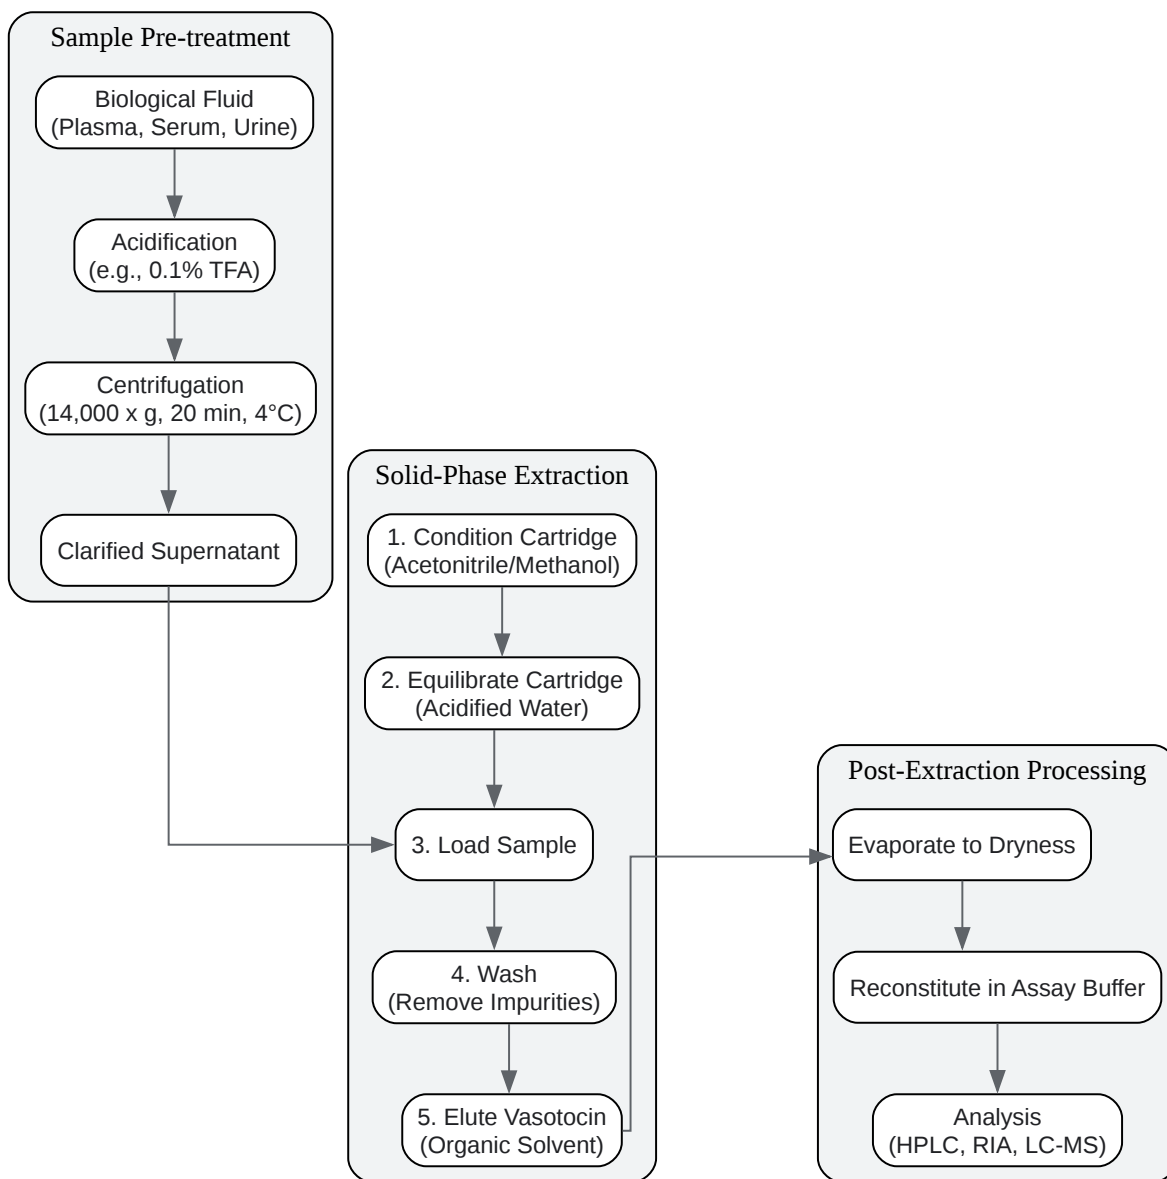 Sample Pre-treatment
Biological Fluid
(Plasma, Serum, Urine)
Acidification
(e.g., 0.1% TFA)
Centrifugation
(14,000 x g, 20 min, 4°C)
Clarified Supernatant
Solid-Phase Extraction
1. Condition Cartridge
(Acetonitrile/Methanol)
2. Equilibrate Cartridge
(Acidified Water)
3. Load Sample
4. Wash
(Remove Impurities)
5. Elute Vasotocin
(Organic Solvent)
Post-Extraction Processing
Evaporate to Dryness
Reconstitute in Assay Buffer
Analysis
(HPLC, RIA, LC-MS)